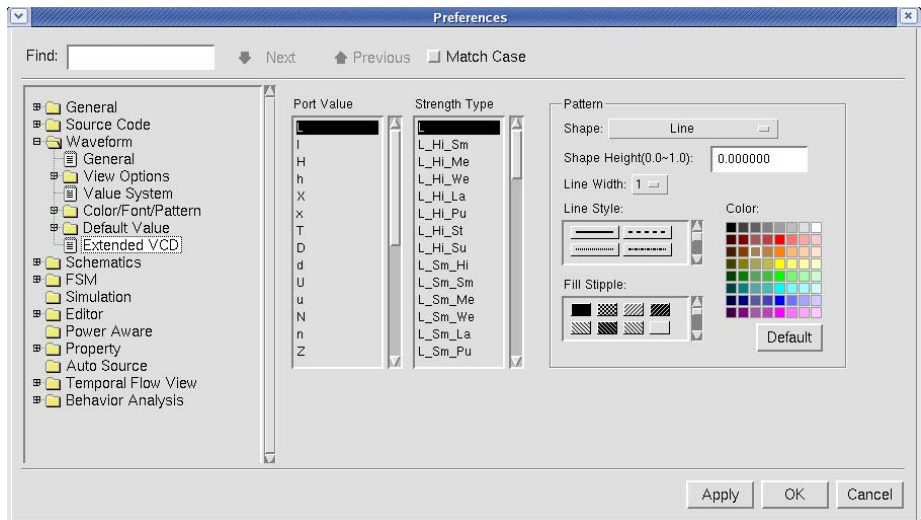 Preferences
Find:
Next
Previous
Match Case
General
Source Code
Waveform
General
View Options
Value System
Color/Font/Pattern
Default Value
Extended VCD
Schematics
FSM
Simulation
Editor
Power Aware
Property
Auto Source
Temporal Flow View
Behavior Analysis
Port Value
L
l
H
h
X
x
T
D
d
U
u
N
n
Z
Strength Type
L
L_Hi_Sm
L_Hi_Me
L_Hi_We
L_Hi_La
L_Hi_Pu
L_Hi_St
L_Hi_Su
L_Sm_Hi
L_Sm_Sm
L_Sm_Me
L_Sm_We
L_Sm_La
L_Sm_Pu
Pattern
Shape: Line
Shape Height(0.0~1.0): 0.000000
Line Width: 1
Line Style:
Color:
Fill Stipple:
Default
Apply
OK
Cancel